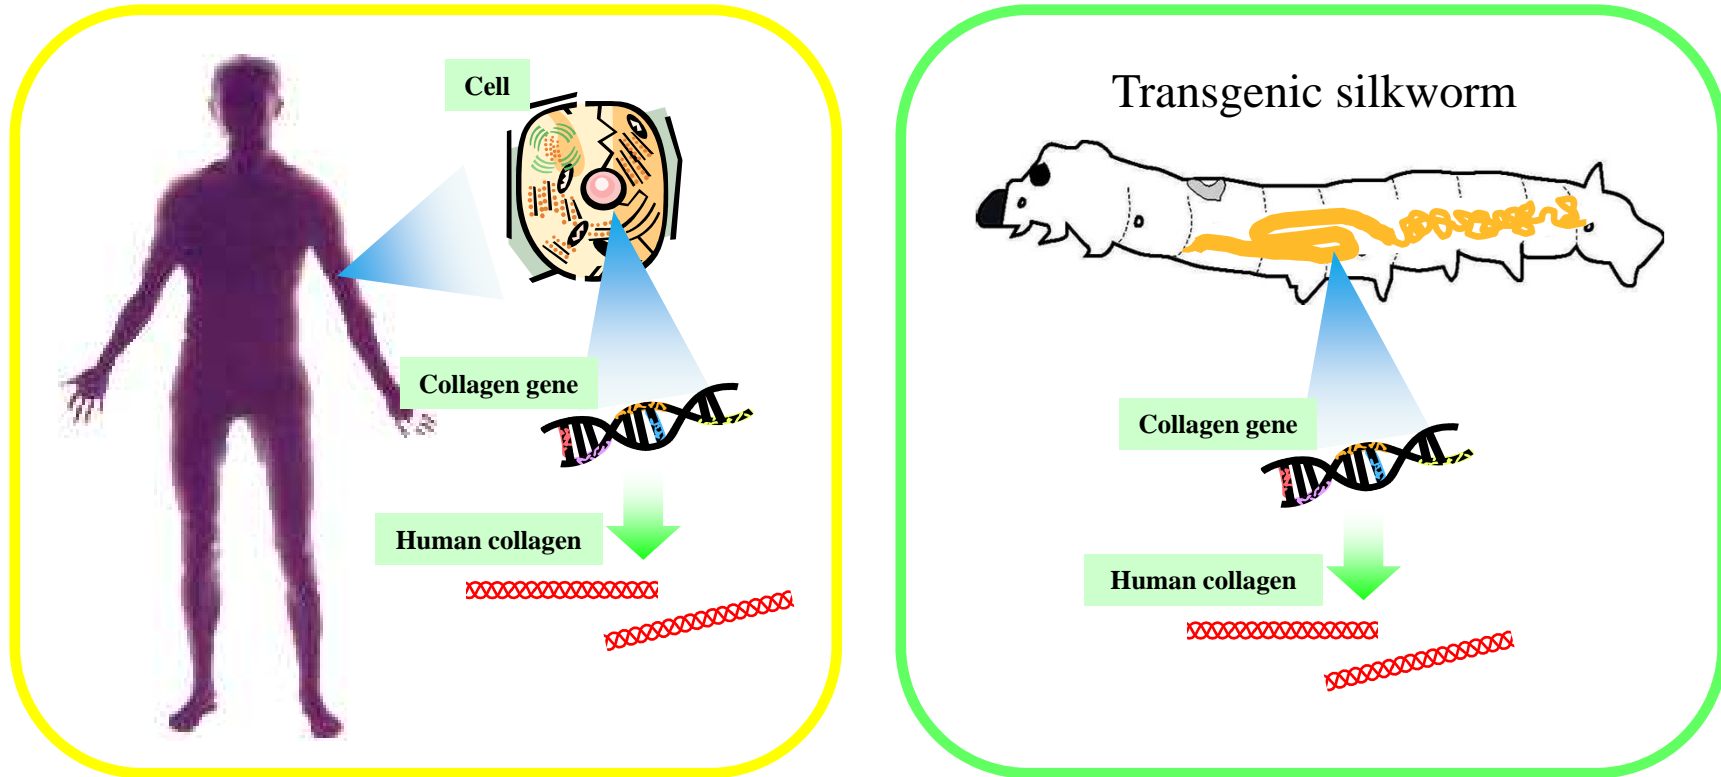 Cell
Collagen gene
Human collagen
Transgenic silkworm
Collagen gene
Human collagen